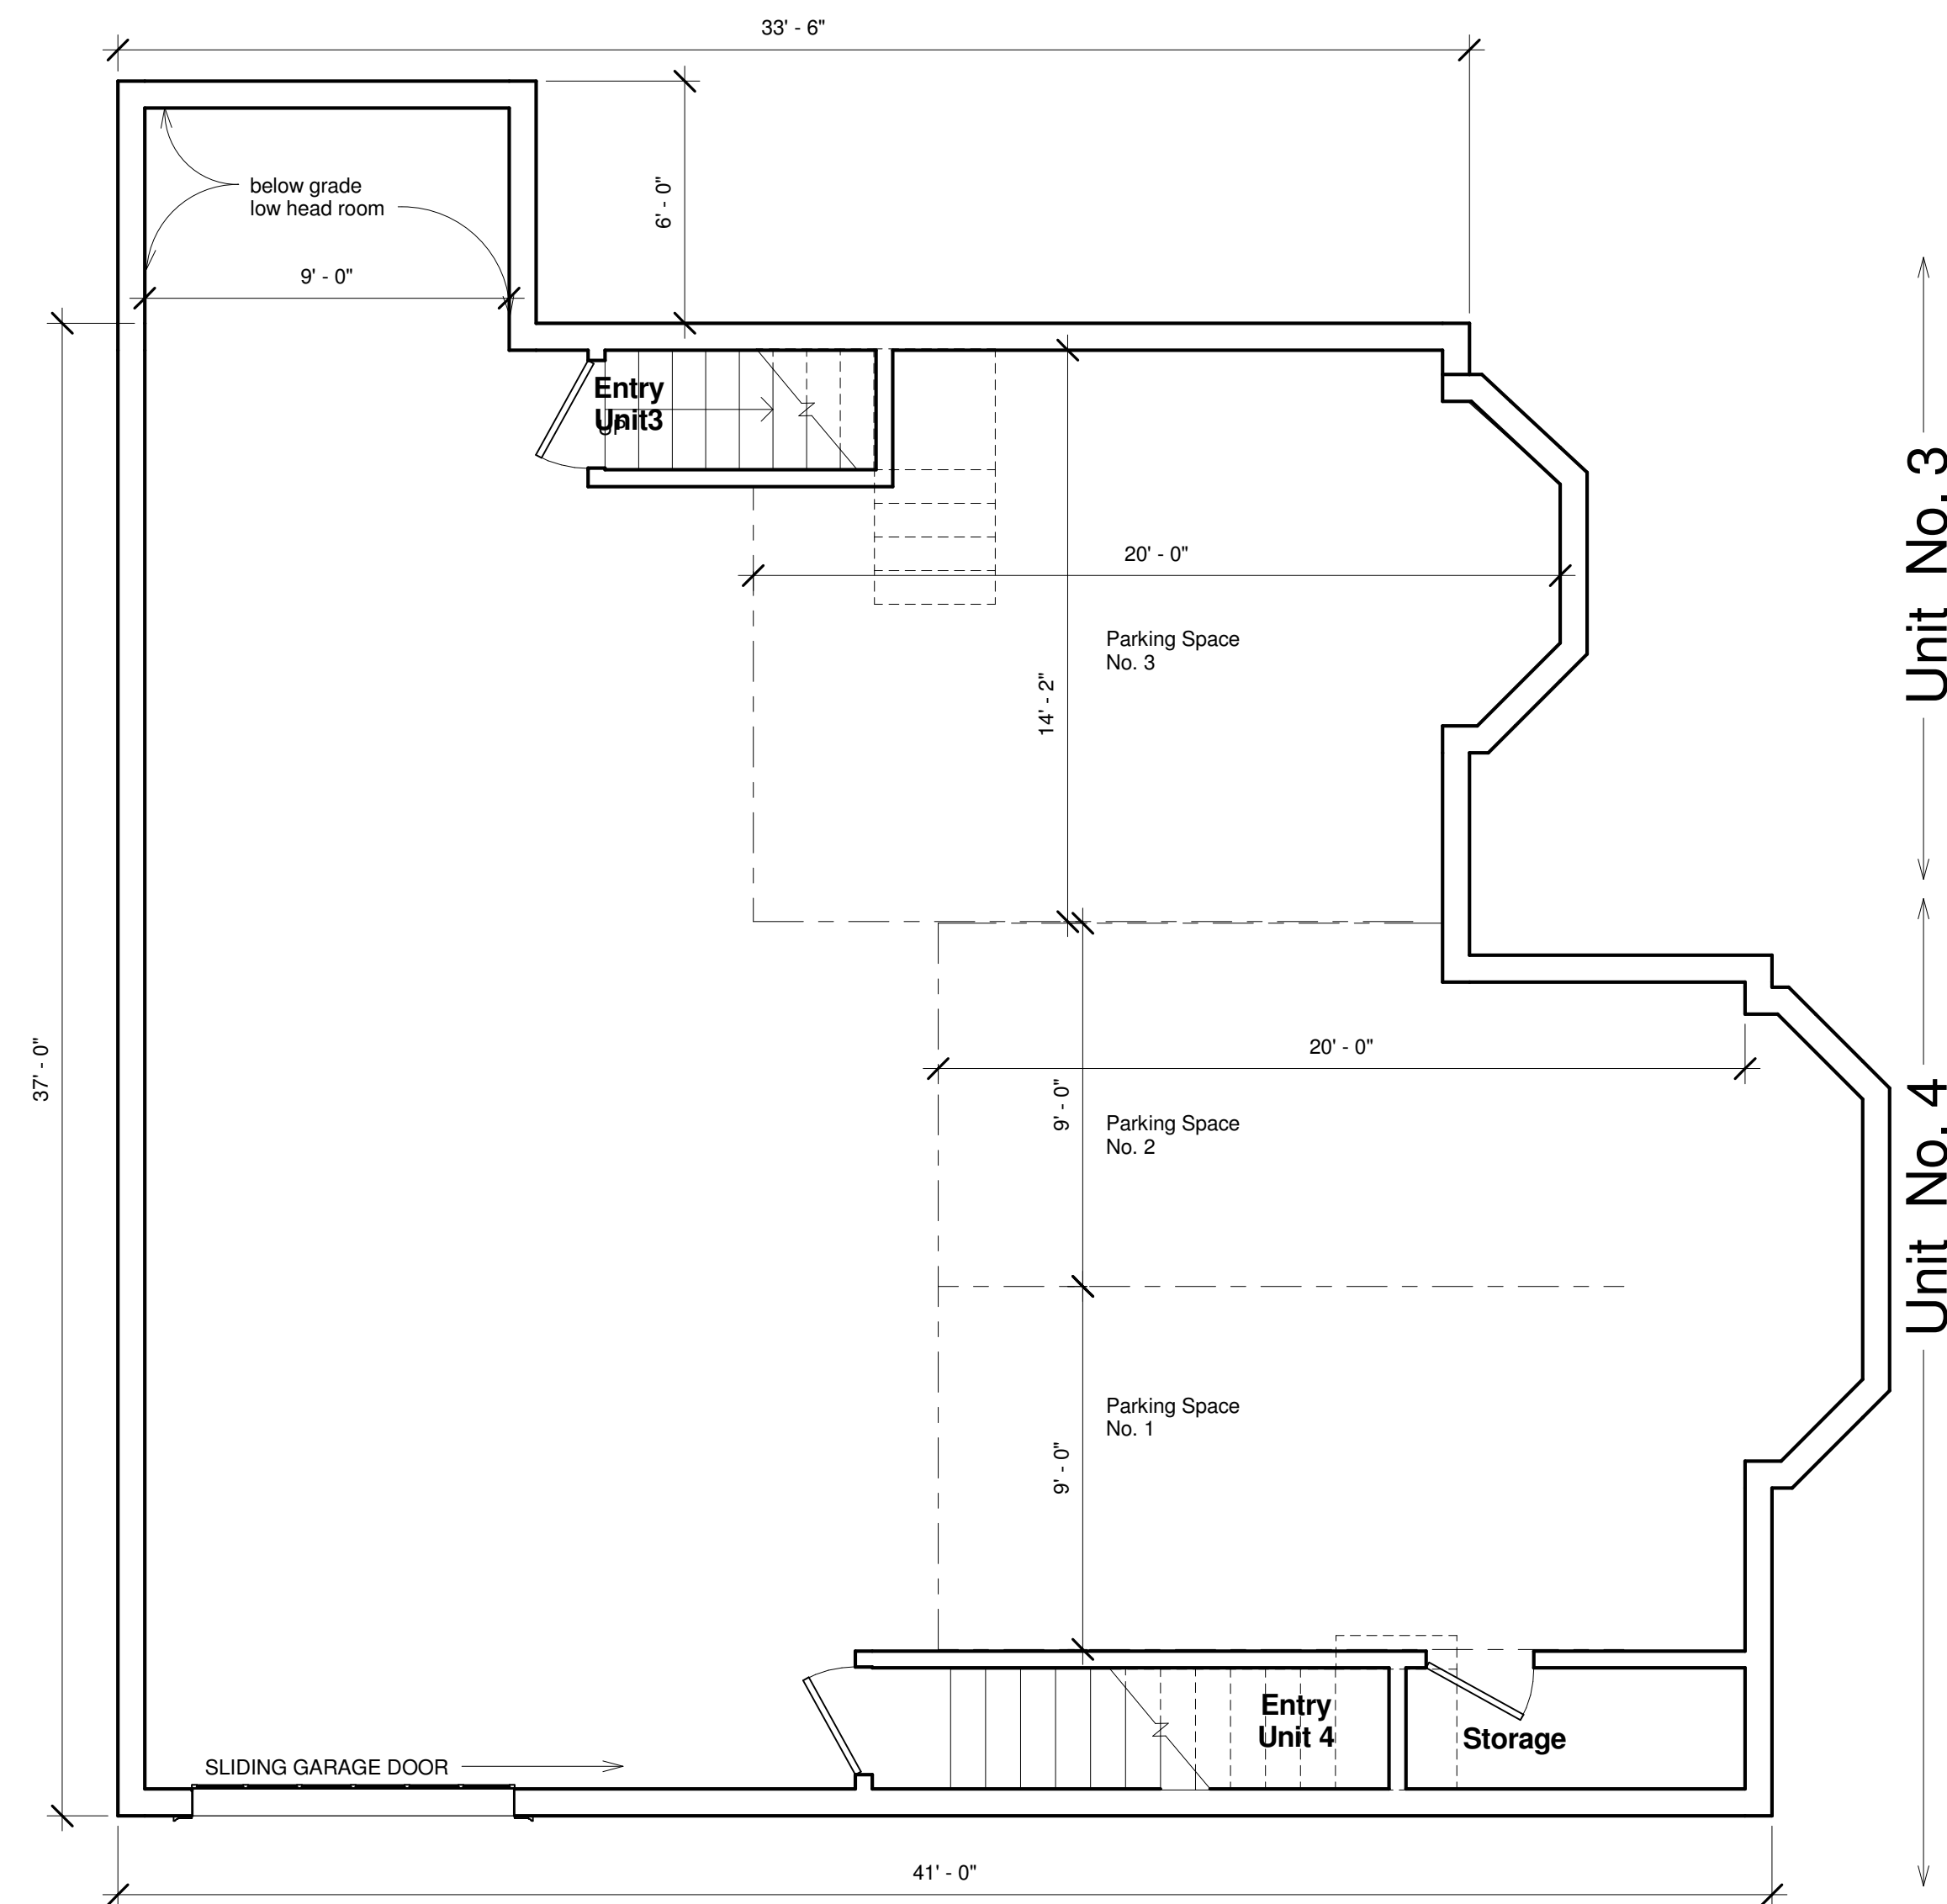 33' - 6"
below grade
low head room
6' - 0"
9' - 0"
Entry
Unit3
up
20' - 0"
Parking Space
No. 3
14' - 2"
Unit No. 3
37' - 0"
20' - 0"
9' - 0"
Parking Space
No. 2
Unit No. 4
Parking Space
No. 1
9' - 0"
Entry
Unit 4
Storage
SLIDING GARAGE DOOR
41' - 0"